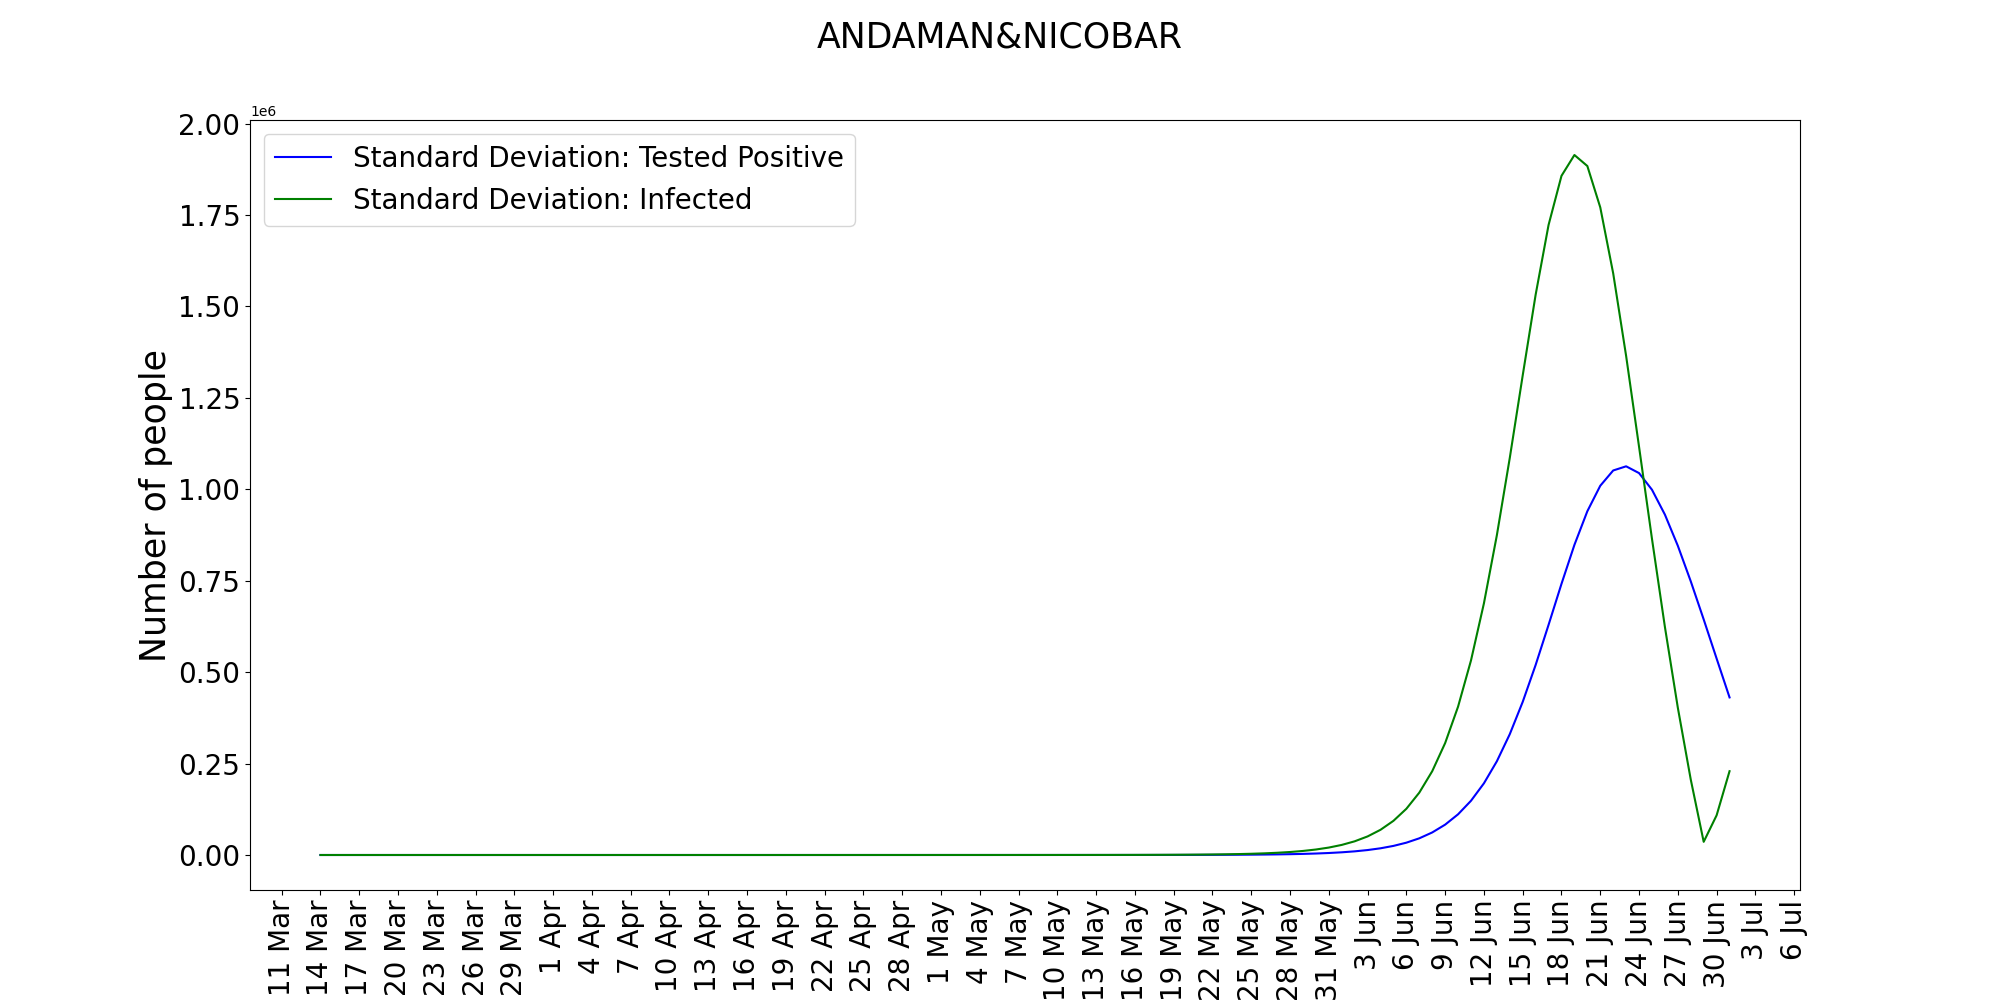 ANDAMAN&NICOBAR
1e6
2.00
1.75
1.50
1.25
1.00
0.75
0.50
0.25
0.00
Number of people
Standard Deviation: Tested Positive
Standard Deviation: Infected
11 Mar
14 Mar
17 Mar
20 Mar
23 Mar
26 Mar
29 Mar
1 Apr
4 Apr
7 Apr
10 Apr
13 Apr
16 Apr
19 Apr
22 Apr
25 Apr
28 Apr
1 May
4 May
7 May
10 May
13 May
16 May
19 May
22 May
25 May
28 May
31 May
3 Jun
6 Jun
9 Jun
12 Jun
15 Jun
18 Jun
21 Jun
24 Jun
27 Jun
30 Jun
3 Jul
6 Jul